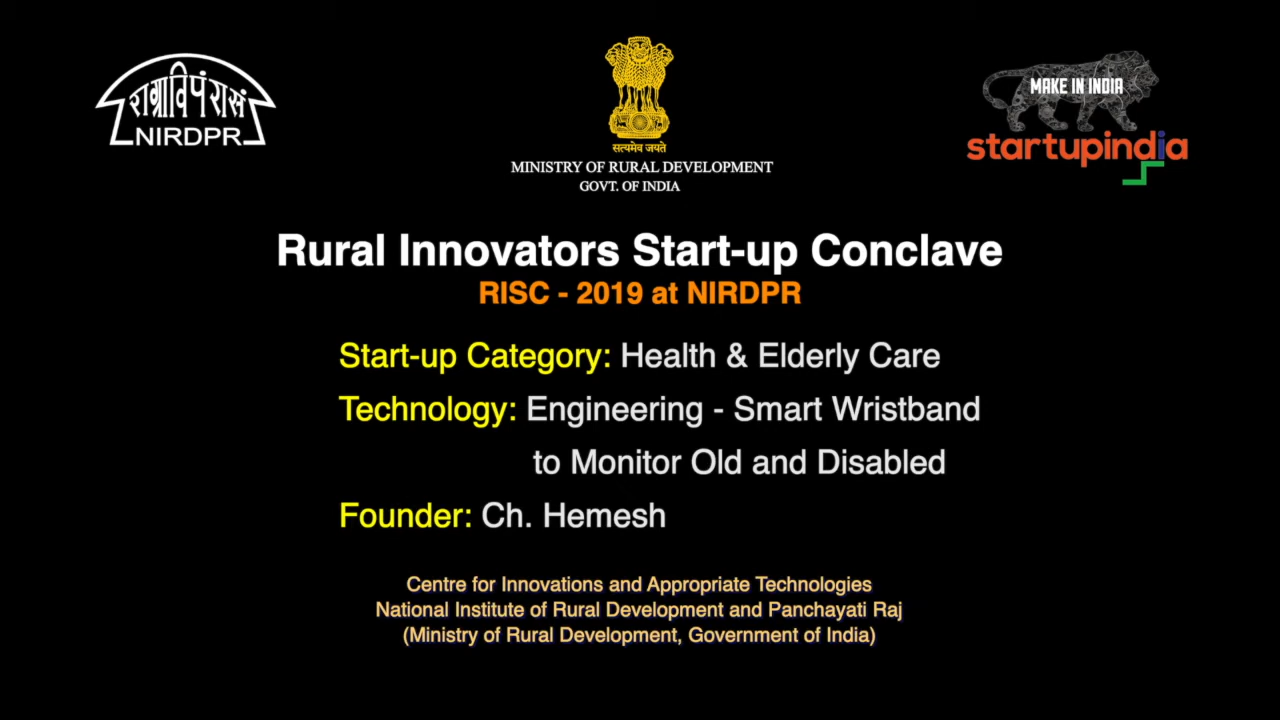 राग्राविपंरासं
NIRDPR
सत्यमेव जयते
MINISTRY OF RURAL DEVELOPMENT
GOVT. OF INDIA
MAKE IN INDIA
startupindia
Rural Innovators Start-up Conclave
RISC - 2019 at NIRDPR
Start-up Category: Health & Elderly Care
Technology: Engineering - Smart Wristband
to Monitor Old and Disabled
Founder: Ch. Hemesh
Centre for Innovations and Appropriate Technologies
National Institute of Rural Development and Panchayati Raj
(Ministry of Rural Development, Government of India)